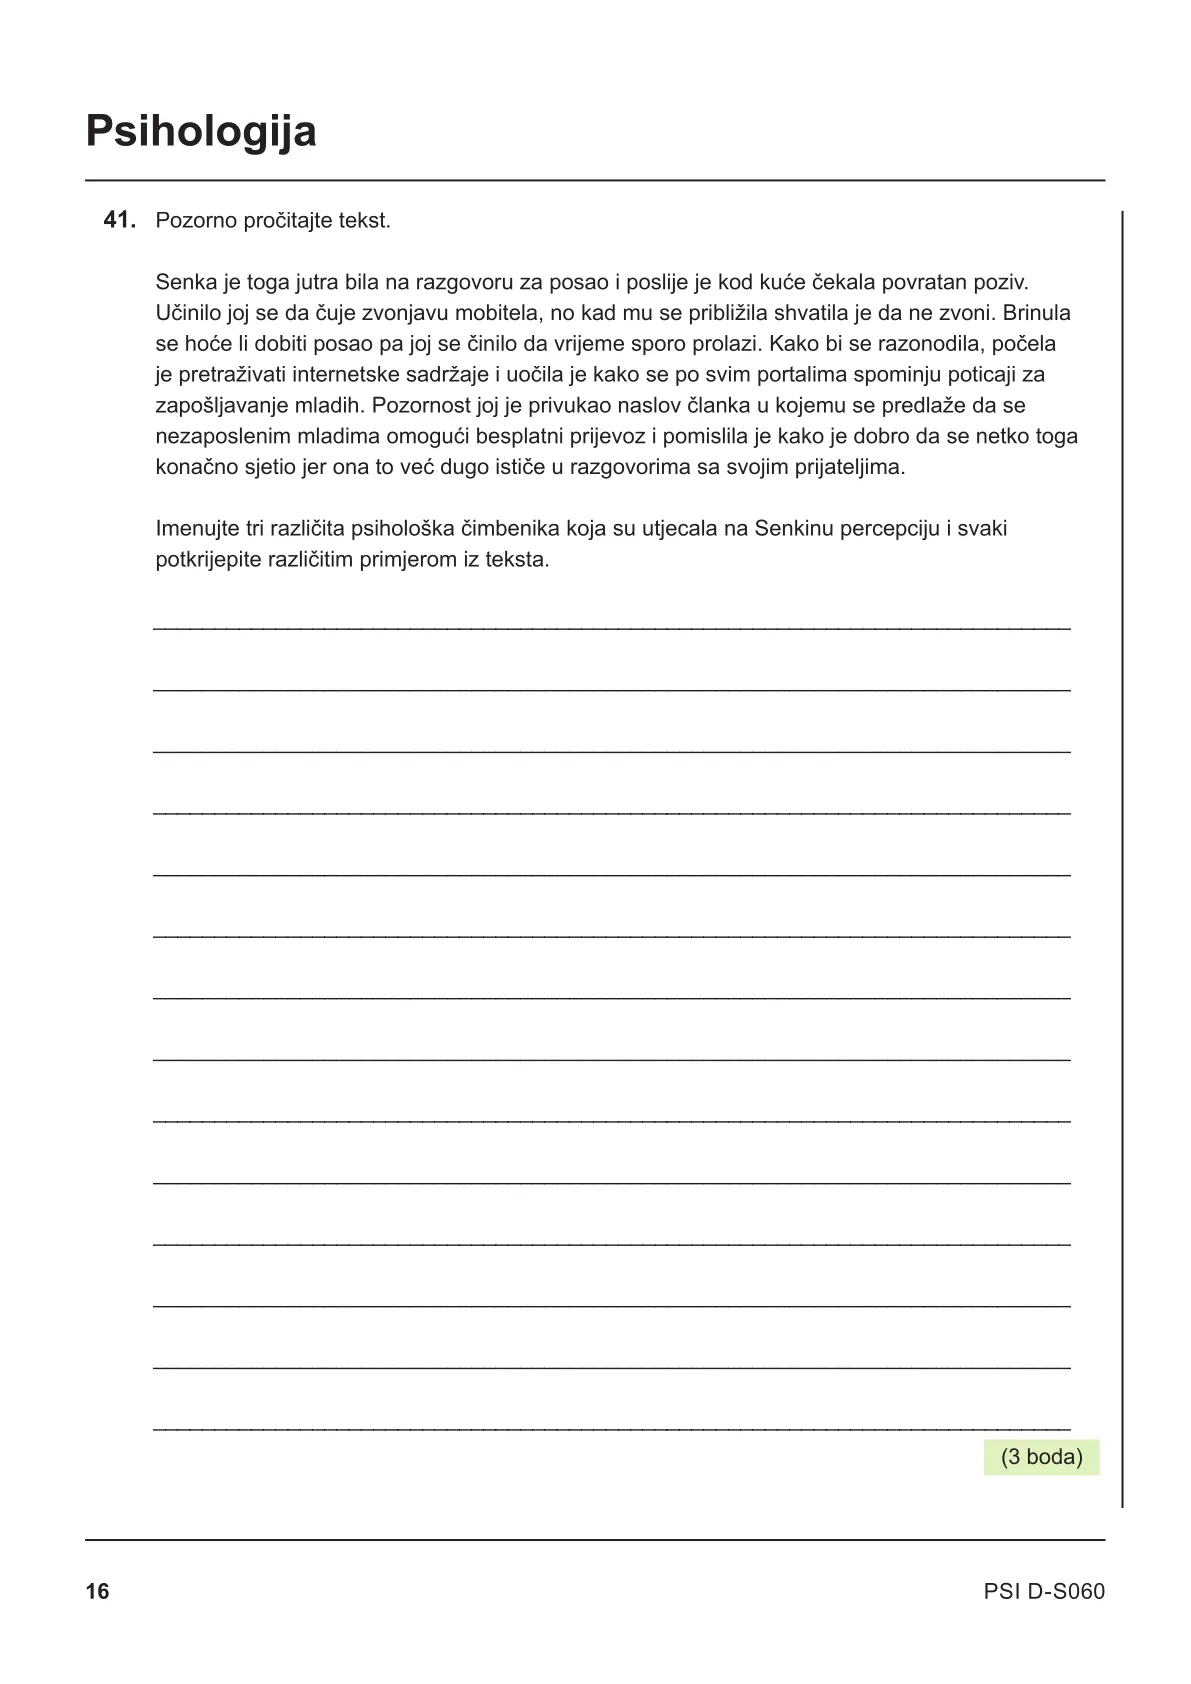 Psihologija
41. Pozorno pročitajte tekst.
Senka je toga jutra bila na razgovoru za posao i poslije je kod kuće čekala povratan poziv.
Učinilo joj se da čuje zvonjavu mobitela, no kad mu se približila shvatila je da ne zvoni. Brinula
se hoće li dobiti posao pa joj se činilo da vrijeme sporo prolazi. Kako bi se razonodila, počela
je pretraživati internetske sadržaje i uočila je kako se po svim portalima spominju poticaji za
zapošljavanje mladih. Pozornost joj je privukao naslov članka u kojemu se predlaže da se
nezaposlenim mladima omogući besplatni prijevoz i pomislila je kako je dobro da se netko toga
konačno sjetio jer ona to već dugo ističe u razgovorima sa svojim prijateljima.
Imenujte tri različita psihološka čimbenika koja su utjecala na Senkinu percepciju i svaki
potkrijepite različitim primjerom iz teksta.
(3 boda)
16
PSI D-S060